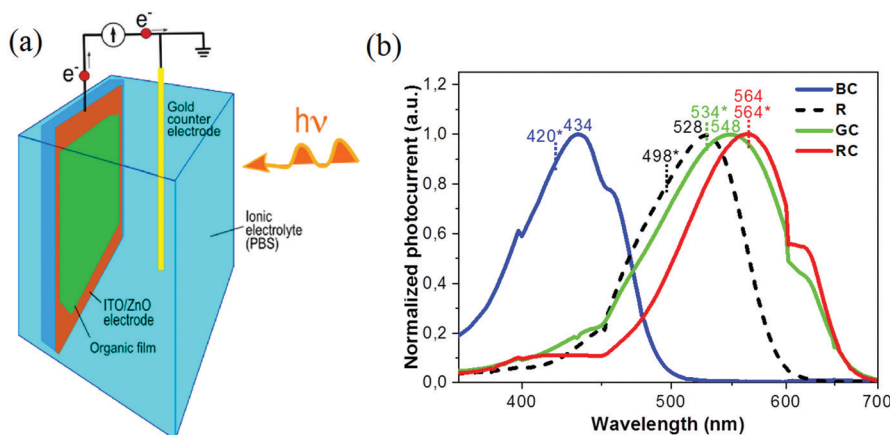 (a)
e-
e-
Gold
counter
electrode
hν
Ionic
electrolyte
(PBS)
ITO/ZnO
electrode
Organic film
(b)
Normalized photocurrent (a.u.)
1,2
1,0
0,8
0,6
0,4
0,2
0,0
420* 434
498*
528
534*
548
564
564*
BC
R
GC
RC
400
500
600
700
Wavelength (nm)